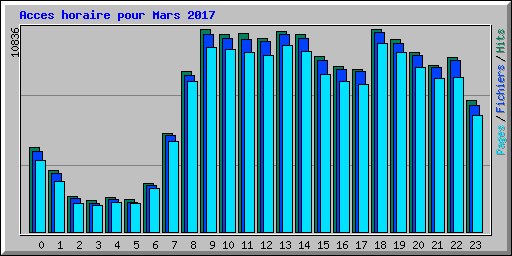 Acces horaire pour Mars 2017
10836
Pages / Fichiers / Hits
0 1 2 3 4 5 6 7 8 9 10 11 12 13 14 15 16 17 18 19 20 21 22 23